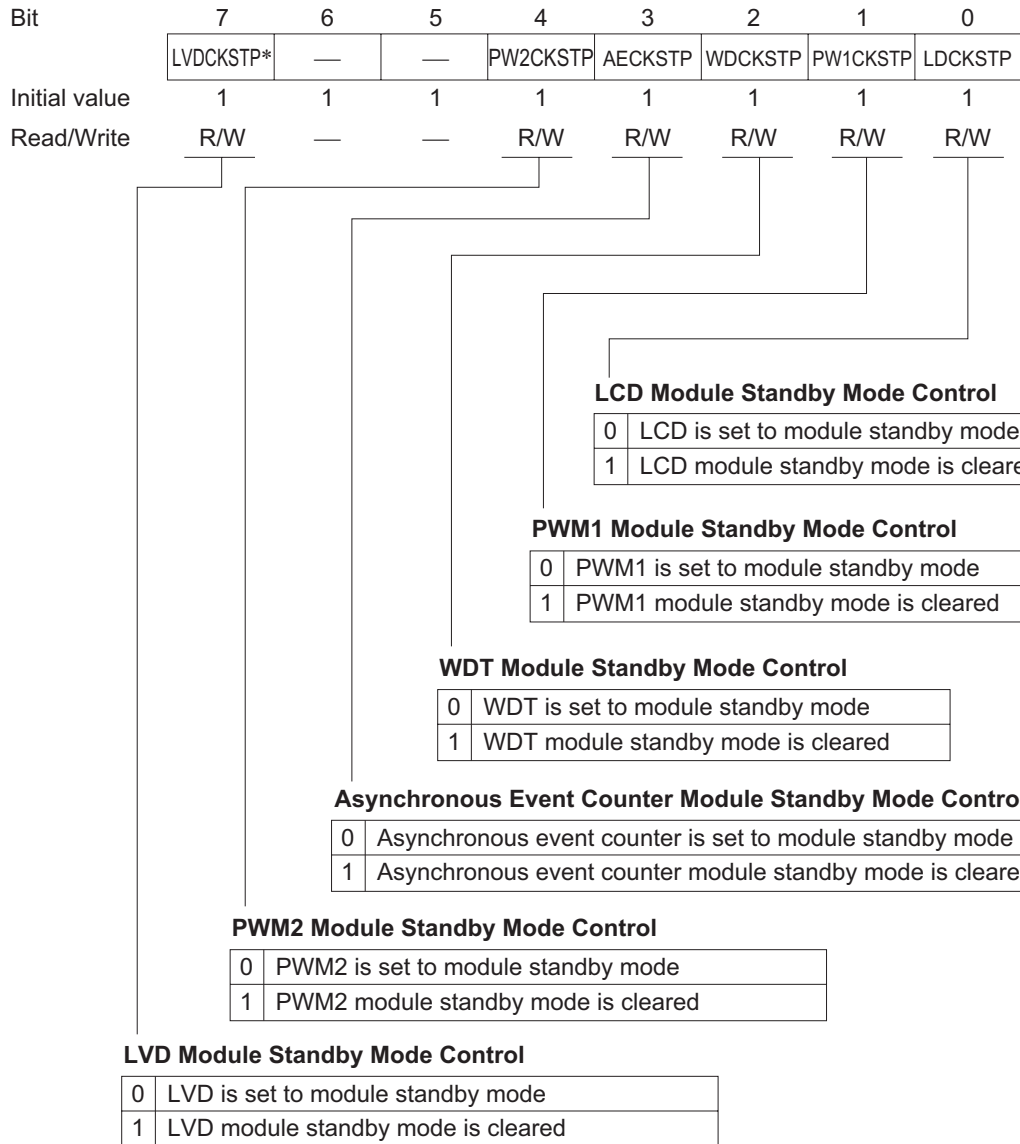 Bit 7 6 5 4 3 2 1 0
LVDCKSTP* — — PW2CKSTP AECKSTP WDCKSTP PW1CKSTP LDCKSTP
Initial value 1 1 1 1 1 1 1 1
Read/Write R/W — — R/W R/W R/W R/W R/W
LCD Module Standby Mode Control
0 LCD is set to module standby mode
1 LCD module standby mode is cleare
PWM1 Module Standby Mode Control
0 PWM1 is set to module standby mode
1 PWM1 module standby mode is cleared
WDT Module Standby Mode Control
0 WDT is set to module standby mode
1 WDT module standby mode is cleared
Asynchronous Event Counter Module Standby Mode Contro
0 Asynchronous event counter is set to module standby mode
1 Asynchronous event counter module standby mode is cleare
PWM2 Module Standby Mode Control
0 PWM2 is set to module standby mode
1 PWM2 module standby mode is cleared
LVD Module Standby Mode Control
0 LVD is set to module standby mode
1 LVD module standby mode is cleared